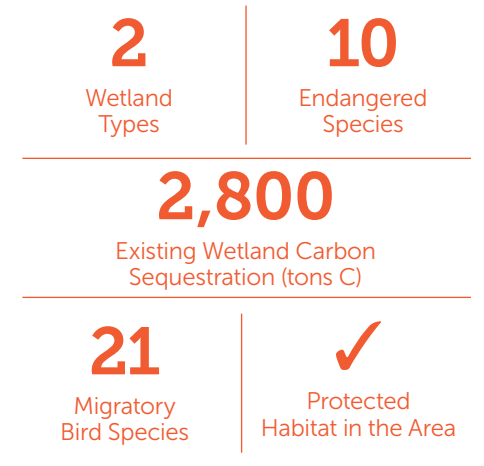 2
Wetland
Types
10
Endangered
Species
2,800
Existing Wetland Carbon
Sequestration (tons C)
21
Migratory
Bird Species
✓
Protected
Habitat in the Area